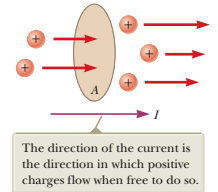 +
+
+
+
+
A
I
The direction of the current is
the direction in which positive
charges flow when free to do so.